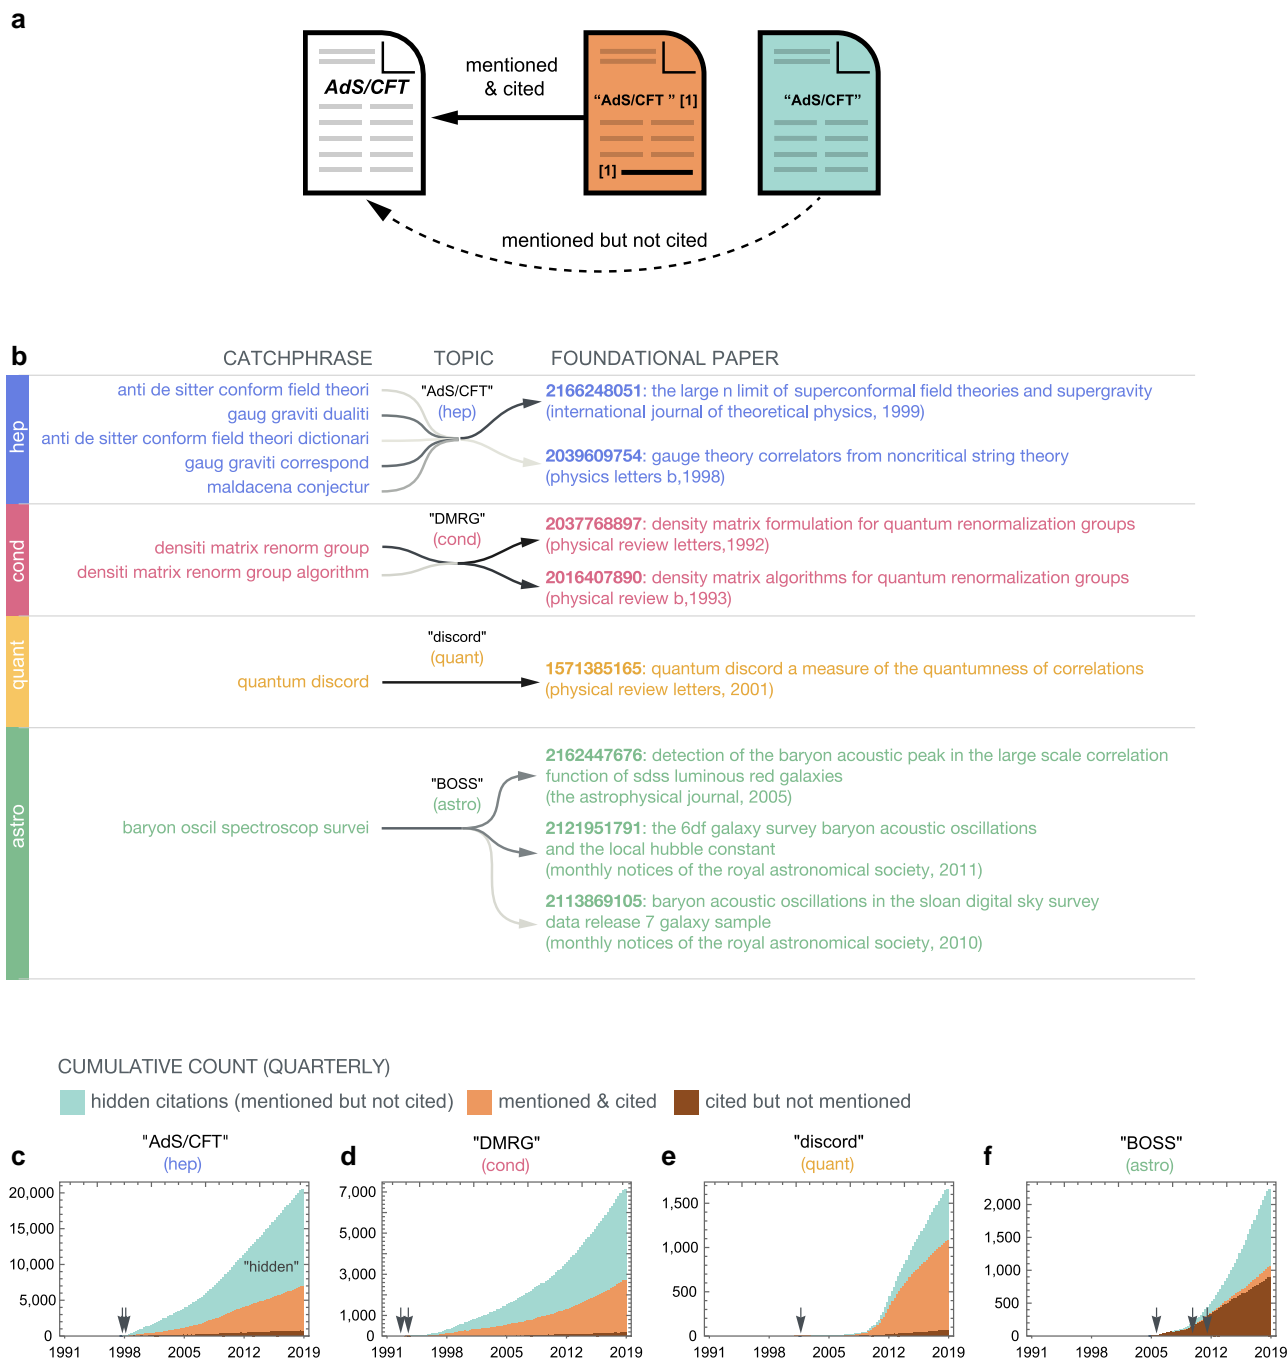 a
AdS/CFT
mentioned
& cited
“AdS/CFT ” [1]
[1]
“AdS/CFT”
mentioned but not cited
b
CATCHPHRASE TOPIC FOUNDATIONAL PAPER
hep
anti de sitter conform field theori
gaug graviti dualiti
anti de sitter conform field theori dictionari
gaug graviti correspond
maldacena conjectur
"AdS/CFT"
(hep)
2166248051: the large n limit of superconformal field theories and supergravity
(international journal of theoretical physics, 1999)
2039609754: gauge theory correlators from noncritical string theory
(physics letters b,1998)
cond
densiti matrix renorm group
densiti matrix renorm group algorithm
"DMRG"
(cond)
2037768897: density matrix formulation for quantum renormalization groups
(physical review letters,1992)
2016407890: density matrix algorithms for quantum renormalization groups
(physical review b,1993)
quant
quantum discord
"discord"
(quant)
1571385165: quantum discord a measure of the quantumness of correlations
(physical review letters, 2001)
astro
baryon oscil spectroscop survei
"BOSS"
(astro)
2162447676: detection of the baryon acoustic peak in the large scale correlation
function of sdss luminous red galaxies
(the astrophysical journal, 2005)
2121951791: the 6df galaxy survey baryon acoustic oscillations
and the local hubble constant
(monthly notices of the royal astronomical society, 2011)
2113869105: baryon acoustic oscillations in the sloan digital sky survey
data release 7 galaxy sample
(monthly notices of the royal astronomical society, 2010)
CUMULATIVE COUNT (QUARTERLY)
hidden citations (mentioned but not cited) mentioned & cited cited but not mentioned
c
"AdS/CFT"
(hep)
20,000
15,000
10,000
5,000
0
"hidden"
1991 1998 2005 2012 2019
d
"DMRG"
(cond)
7,000
5,000
3,000
1,000
0
1991 1998 2005 2012 2019
e
"discord"
(quant)
1,500
1,000
500
0
1991 1998 2005 2012 2019
f
"BOSS"
(astro)
2,000
1,500
1,000
500
0
1991 1998 2005 2012 2019